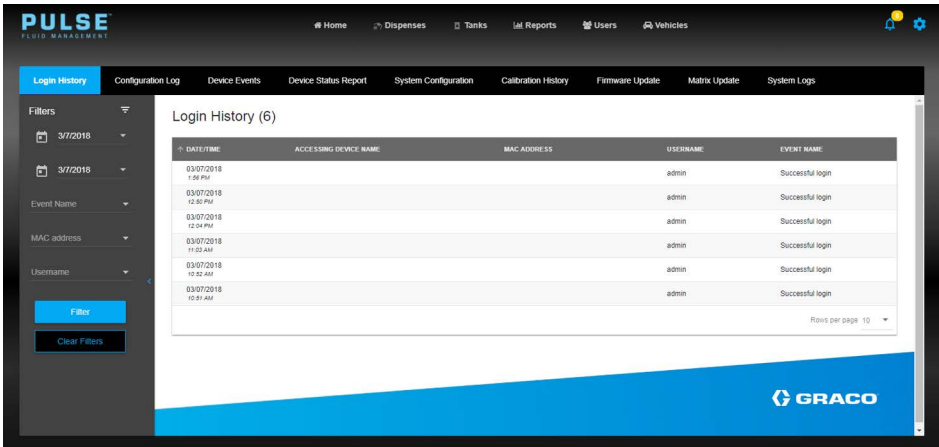 PULSE
FLUID MANAGEMENT
Home Dispenses Tanks Reports Users Vehicles
Login History Configuration Log Device Events Device Status Report System Configuration Calibration History Firmware Update Matrix Update System Logs
Filters
3/7/2018
3/7/2018
Event Name
MAC address
Username
Filter
Clear Filters
Login History (6)
DATE/TIME ACCESSING DEVICE NAME MAC ADDRESS USERNAME EVENT NAME
03/07/2018 admin Successful login
1:56 PM
03/07/2018 admin Successful login
12:50 PM
03/07/2018 admin Successful login
12:04 PM
03/07/2018 admin Successful login
11:03 AM
03/07/2018 admin Successful login
10:52 AM
03/07/2018 admin Successful login
10:51 AM
Rows per page 10
GRACO